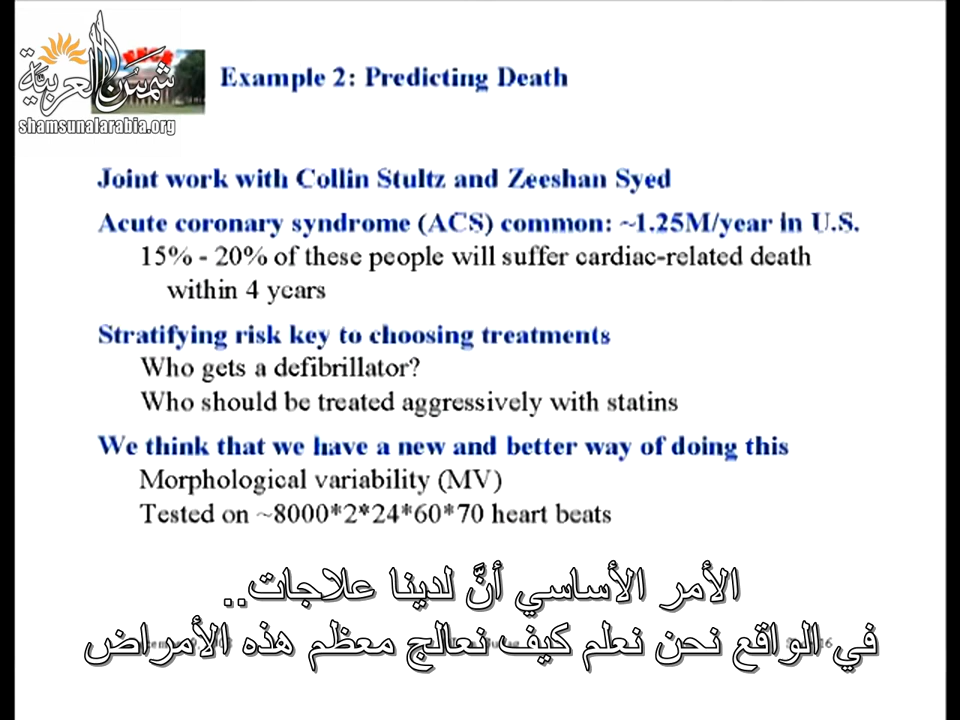 شمس العربية
shamsunalarabia.org
Example 2: Predicting Death
Joint work with Collin Stultz and Zeeshan Syed
Acute coronary syndrome (ACS) common: ~1.25M/year in U.S.
15% - 20% of these people will suffer cardiac-related death
within 4 years
Stratifying risk key to choosing treatments
Who gets a defibrillator?
Who should be treated aggressively with statins
We think that we have a new and better way of doing this
Morphological variability (MV)
Tested on ~8000*2*24*60*70 heart beats
الأمر الأساسي أنَّ لدينا علاجات..
في الواقع نحن نعلم كيف نعالج معظم هذه الأمراض